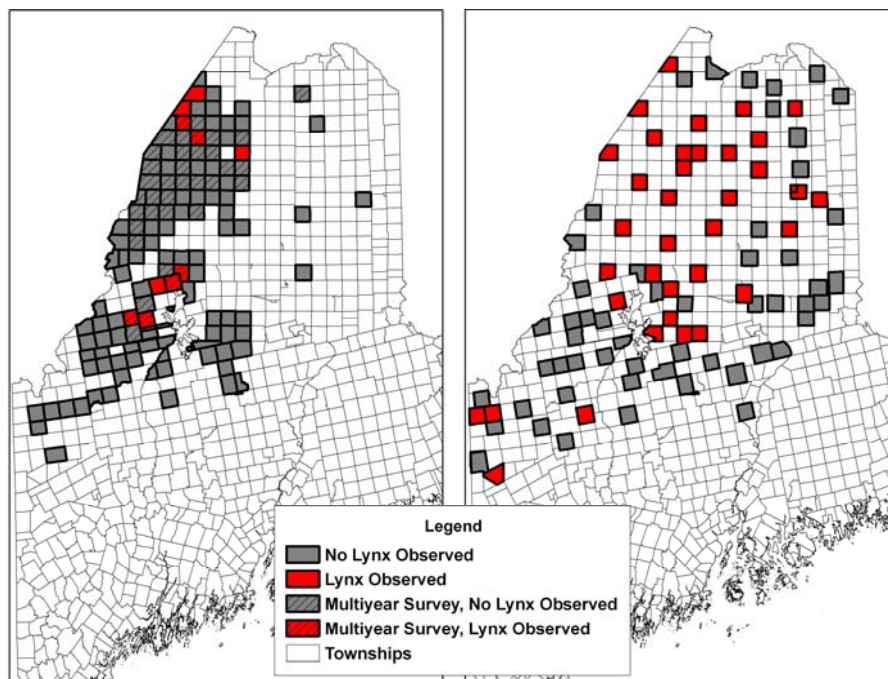 Legend
No Lynx Observed
Lynx Observed
Multiyear Survey, No Lynx Observed
Multiyear Survey, Lynx Observed
Townships